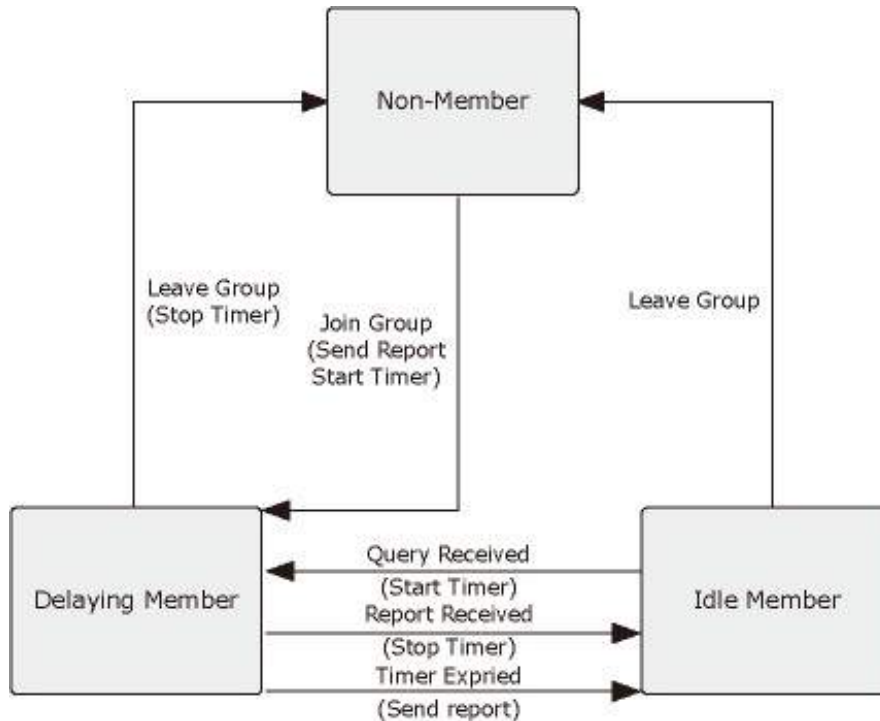 Non-Member
Leave Group
(Stop Timer)
Join Group
(Send Report
Start Timer)
Leave Group
Delaying Member
Query Received
(Start Timer)
Report Received
(Stop Timer)
Timer Expried
(Send report)
Idle Member